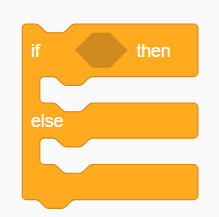 if then
else